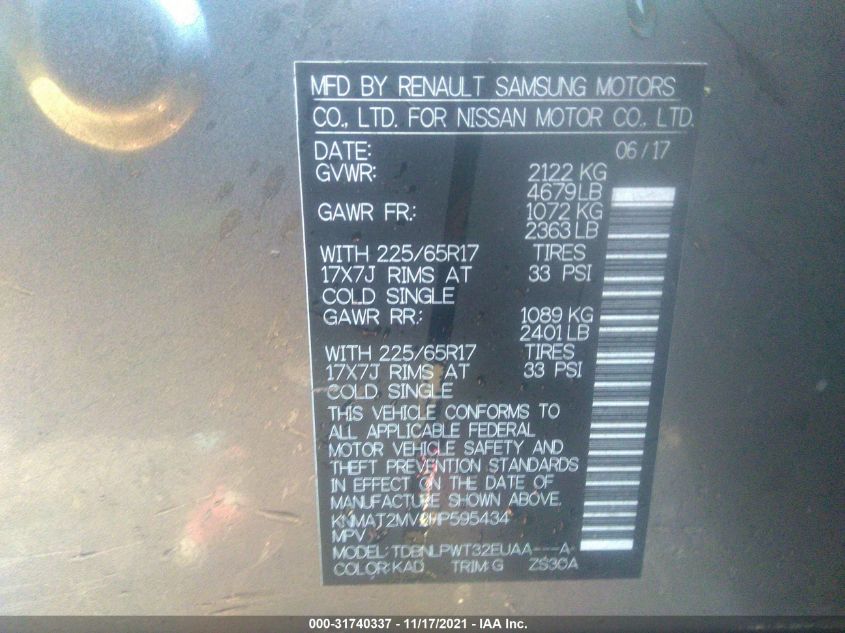 MFD BY RENAULT SAMSUNG MOTORS
CO., LTD. FOR NISSAN MOTOR CO., LTD.
DATE: 06/17
GVWR: 2122 KG
4679 LB
GAWR FR.: 1072 KG
2363 LB
WITH 225/65R17 TIRES
17X7J RIMS AT 33 PSI
COLD SINGLE
GAWR RR.: 1089 KG
2401 LB
WITH 225/65R17 TIRES
17X7J RIMS AT 33 PSI
COLD SINGLE
THIS VEHICLE CONFORMS TO
ALL APPLICABLE FEDERAL
MOTOR VEHICLE SAFETY AND
THEFT PREVENTION STANDARDS
IN EFFECT ON THE DATE OF
MANUFACTURE SHOWN ABOVE.
MPV
MODEL: TDBNLPWT32EUAA---A
COLOR: KAD TRIM: G ZS30A
000-31740337 - 11/17/2021 - IAA Inc.